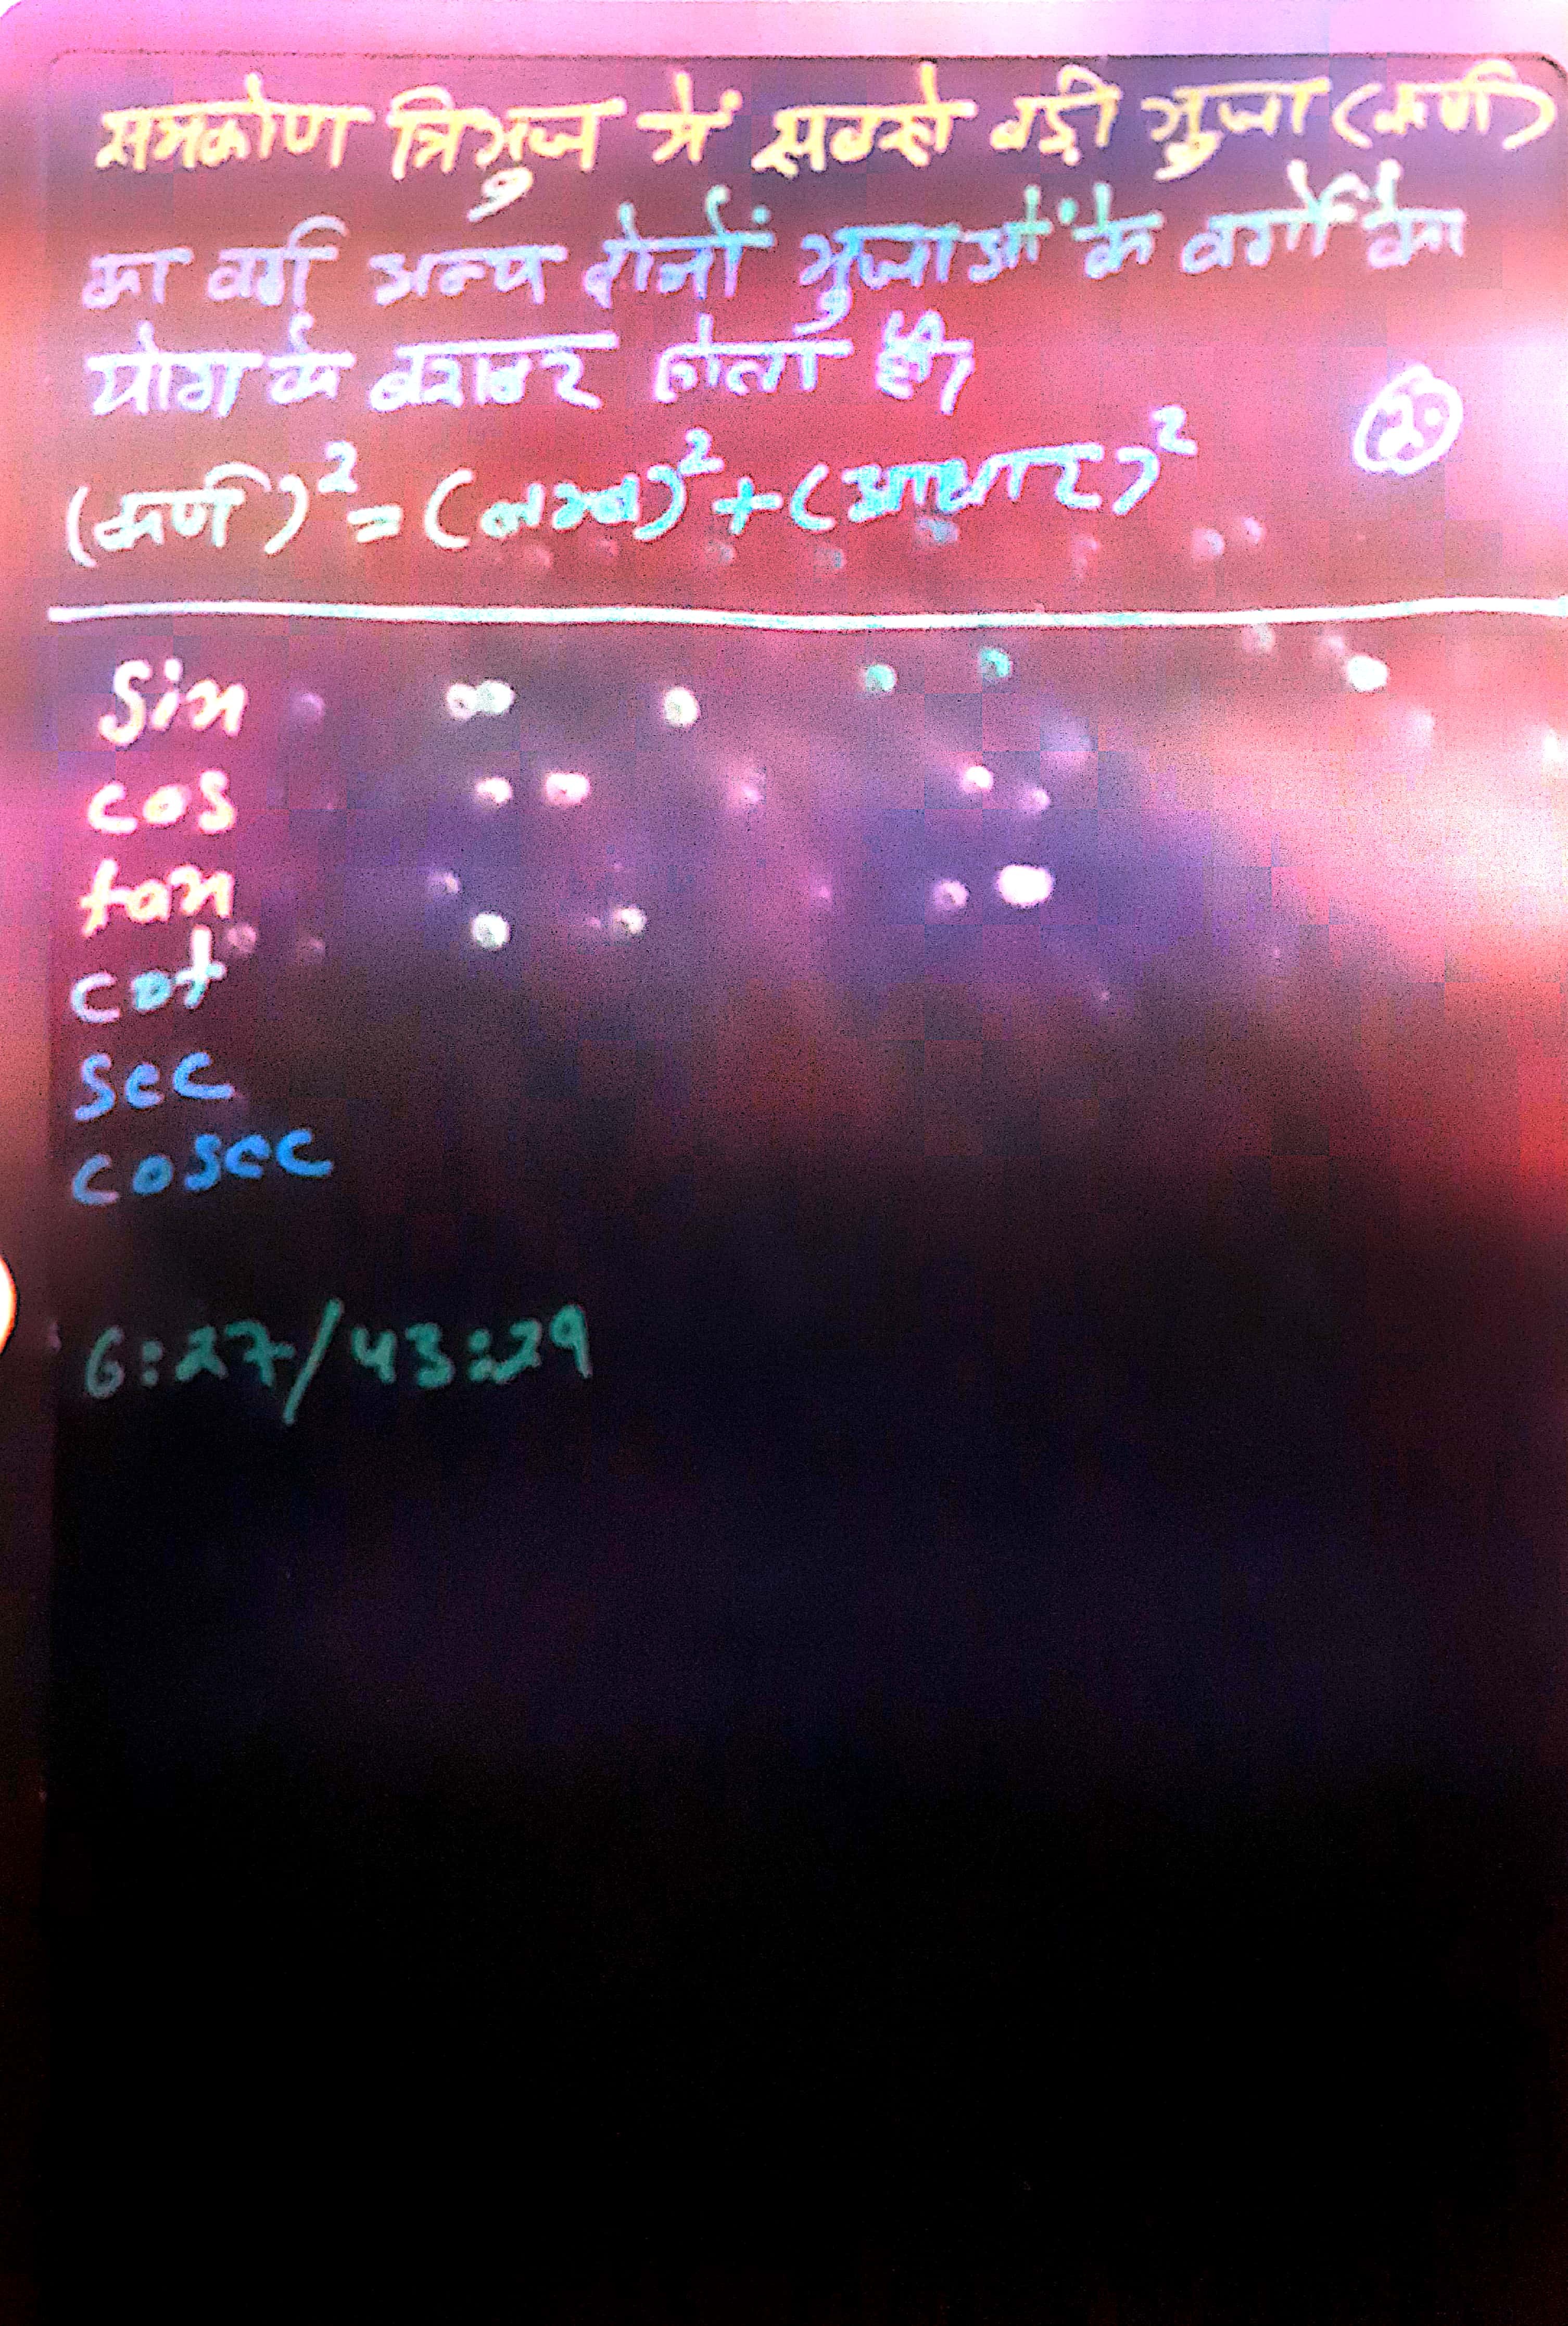 समकोण त्रिभुज में सबसे बड़ी भुजा (कर्ण)
का वर्ग अन्य दोनों भुजाओं के वर्गों के
योग के बराबर होता है।
(कर्ण)² = (लम्ब)² + (आधार)²
Sin
cos
tan
cot
sec
cosec
6:27/43:29